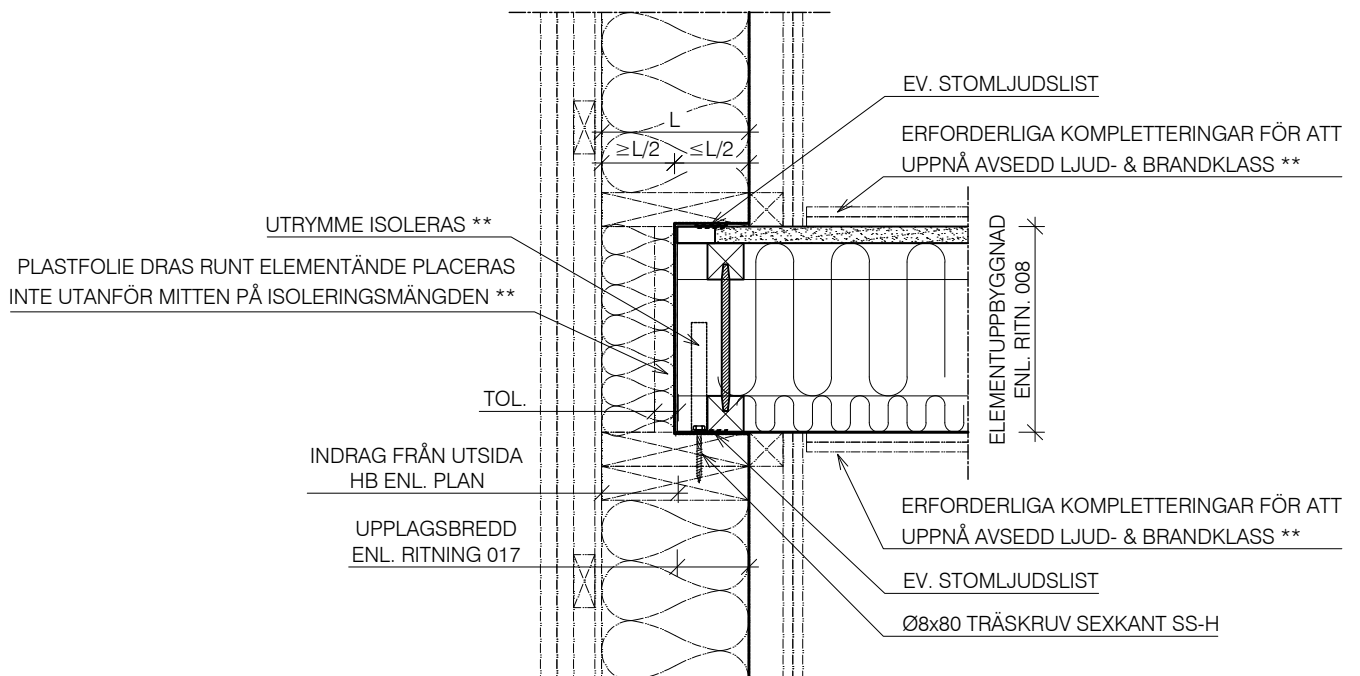 EV. STOMLJUDSLIST
L
ERFORDERLIGA KOMPLETTERINGAR FÖR ATT
UPPNÅ AVSEDD LJUD- & BRANDKLASS **
≥L/2
≤L/2
UTRYMME ISOLERAS **
PLASTFOLIE DRAS RUNT ELEMENTÄNDE PLACERAS
INTE UTANFÖR MITTEN PÅ ISOLERINGSMÄNGDEN **
ELEMENTUPPBYGGNAD
ENL. RITN. 008
TOL.
INDRAG FRÅN UTSIDA
HB ENL. PLAN
UPPLAGSBREDD
ENL. RITNING 017
ERFORDERLIGA KOMPLETTERINGAR FÖR ATT
UPPNÅ AVSEDD LJUD- & BRANDKLASS **
EV. STOMLJUDSLIST
Ø8x80 TRÄSKRUV SEXKANT SS-H